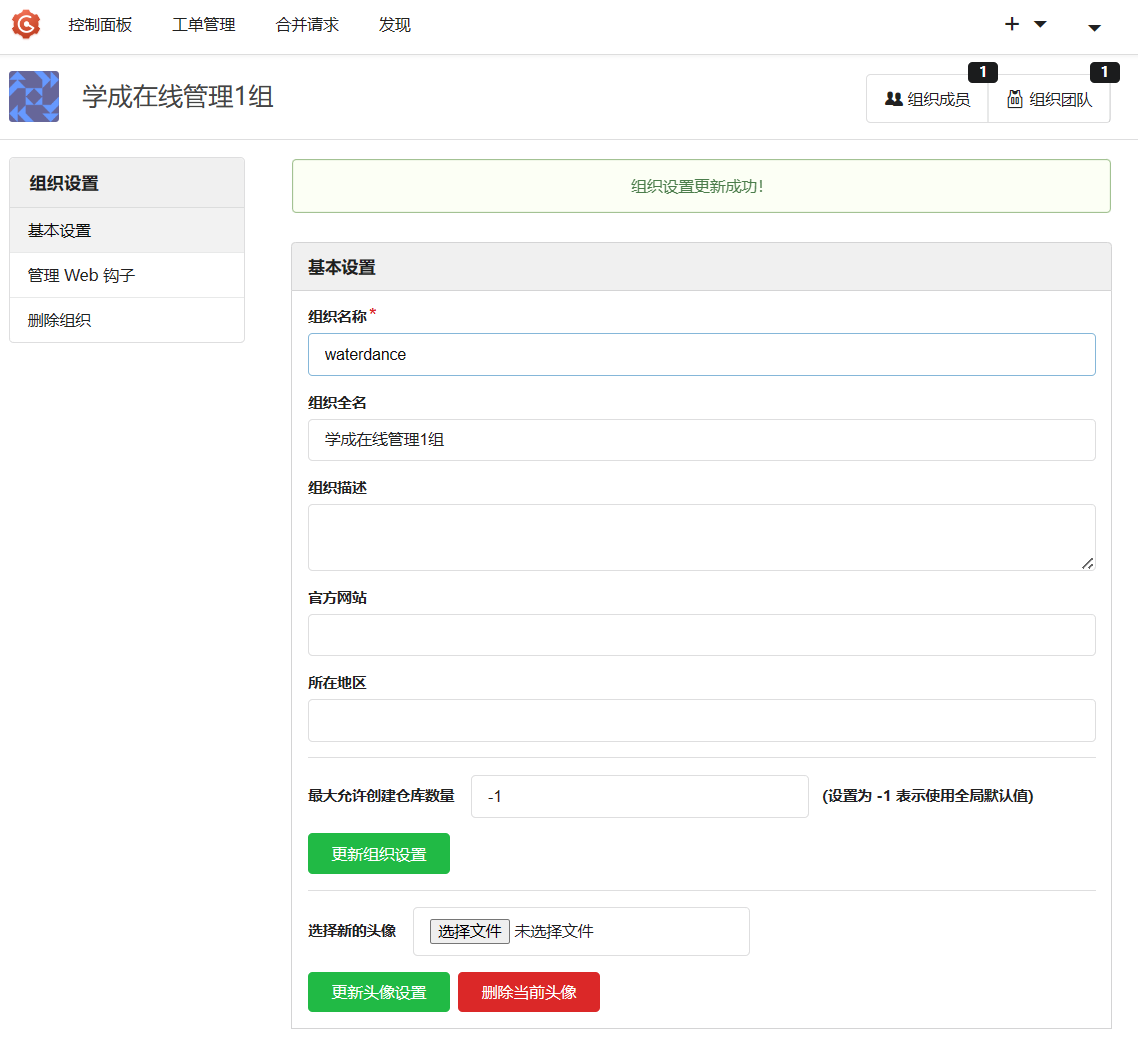 控制面板 工单管理 合并请求 发现
学成在线管理1组
组织成员 1
组织团队 1
组织设置
基本设置
管理 Web 钩子
删除组织
组织设置更新成功!
基本设置
组织名称*
waterdance
组织全名
学成在线管理1组
组织描述
官方网站
所在地区
最大允许创建仓库数量 -1 (设置为 -1 表示使用全局默认值)
更新组织设置
选择新的头像 选择文件 未选择文件
更新头像设置 删除当前头像